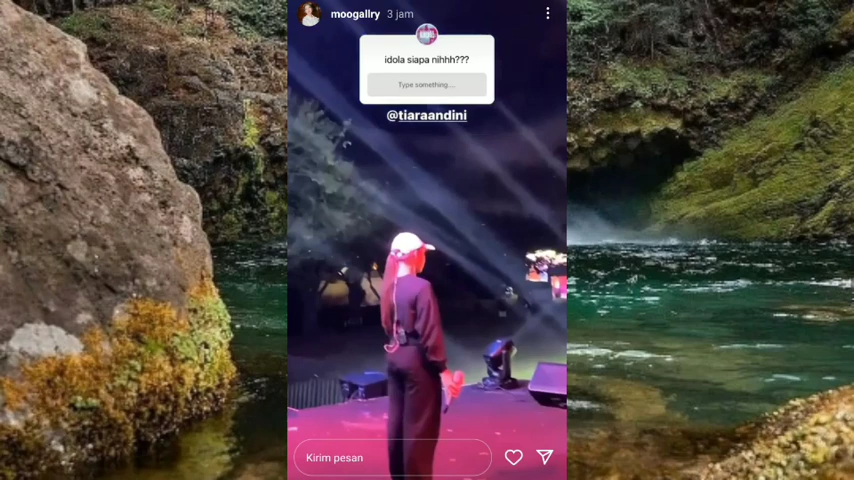 moogallry 3 jam
idola siapa nihhh???
Type something...
@tiaraandini
Kirim pesan